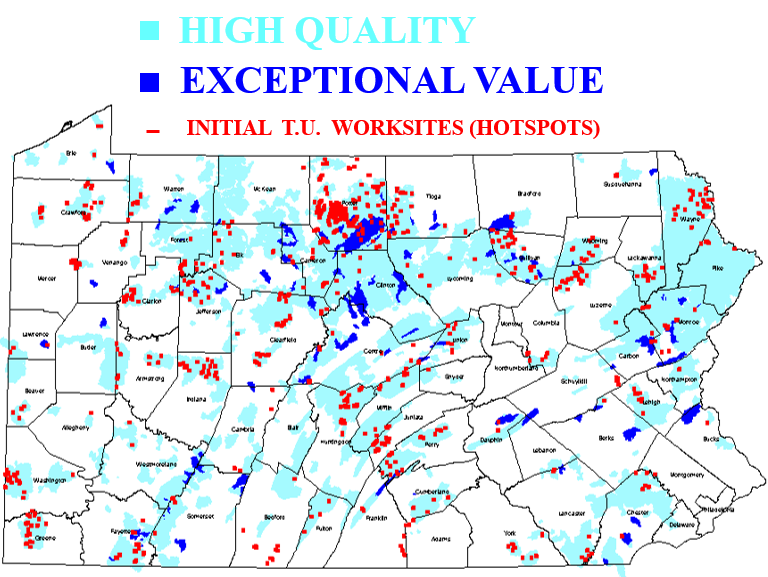 HIGH QUALITY
EXCEPTIONAL VALUE
INITIAL T.U. WORKSITES (HOTSPOTS)
Erie
Crawford
Warren
Mc Kean
Potter
Tioga
Bradford
Susquehanna
Wayne
Forest
Elk
Cameron
Sullivan
Wyoming
Lackawanna
Pike
Mercer
Venango
Clarion
Jefferson
Clinton
Lycoming
Luzerne
Monroe
Lawrence
Butler
Clearfield
Centre
Union
Montour
Columbia
Carbon
Beaver
Armstrong
Indiana
Snyder
Northumberland
Schuylkill
Northampton
Allegheny
Cambria
Blair
Huntingdon
Mifflin
Juniata
Perry
Dauphin
Lebanon
Berks
Lehigh
Bucks
Washington
Westmoreland
Somerset
Bedford
Fulton
Franklin
Cumberland
Montgomery
Greene
Fayette
Adams
York
Lancaster
Chester
Delaware
Philadelphia